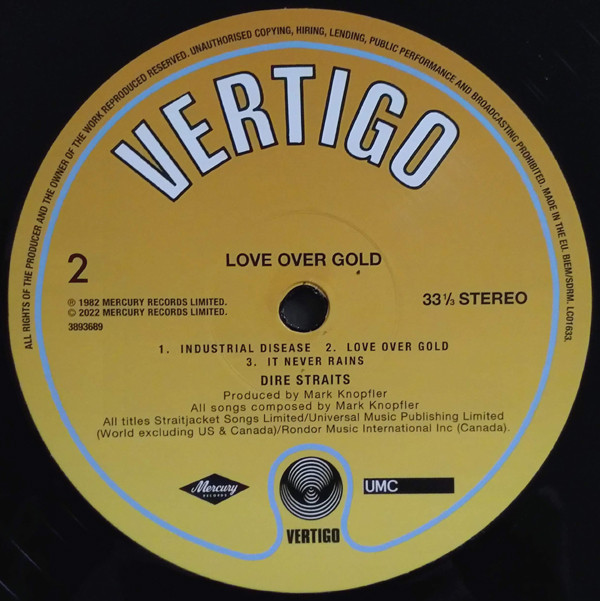 ALL RIGHTS OF THE PRODUCER AND THE OWNER OF THE WORK REPRODUCED RESERVED. UNAUTHORISED COPYING, HIRING, LENDING, PUBLIC PERFORMANCE AND BROADCASTING PROHIBITED. MADE IN THE EU. BIEM/SDRM. LC01633.
VERTIGO
2
LOVE OVER GOLD
℗ 1982 MERCURY RECORDS LIMITED.
© 2022 MERCURY RECORDS LIMITED.
3893689
33 ⅓ STEREO
1. INDUSTRIAL DISEASE 2. LOVE OVER GOLD
3. IT NEVER RAINS
DIRE STRAITS
Produced by Mark Knopfler
All songs composed by Mark Knopfler
All titles Straitjacket Songs Limited/Universal Music Publishing Limited
(World excluding US & Canada)/Rondor Music International Inc (Canada).
Mercury
RECORDS
UMC
VERTIGO